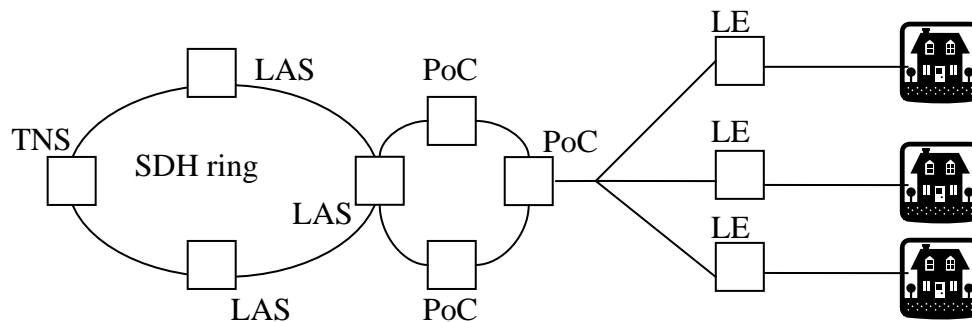 LE
LAS
PoC
TNS
PoC
LE
SDH ring
LAS
LE
LAS
PoC